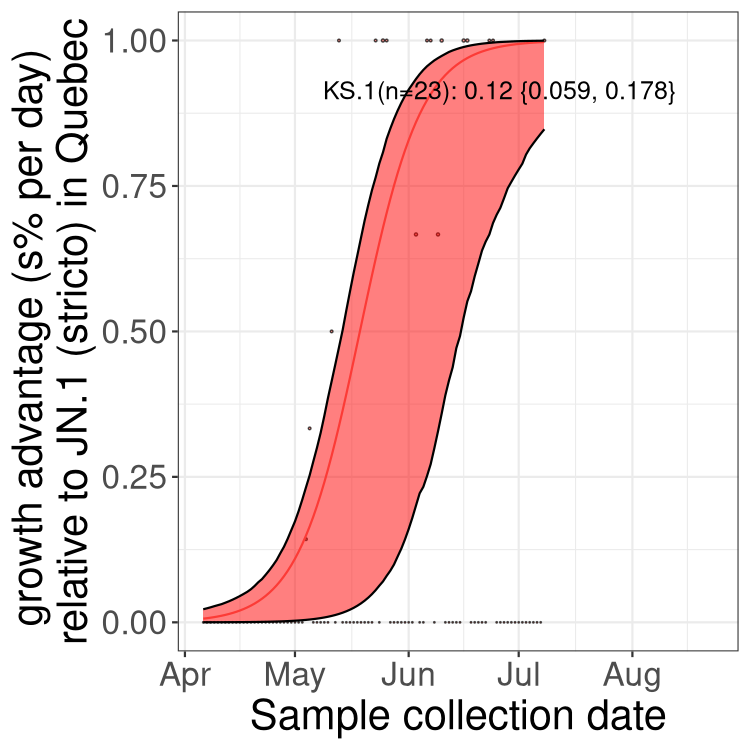 growth advantage (s% per day)
relative to JN.1 (stricto) in Quebec
1.00
0.75
0.50
0.25
0.00
KS.1(n=23): 0.12 {0.059, 0.178}
Apr May Jun Jul Aug
Sample collection date